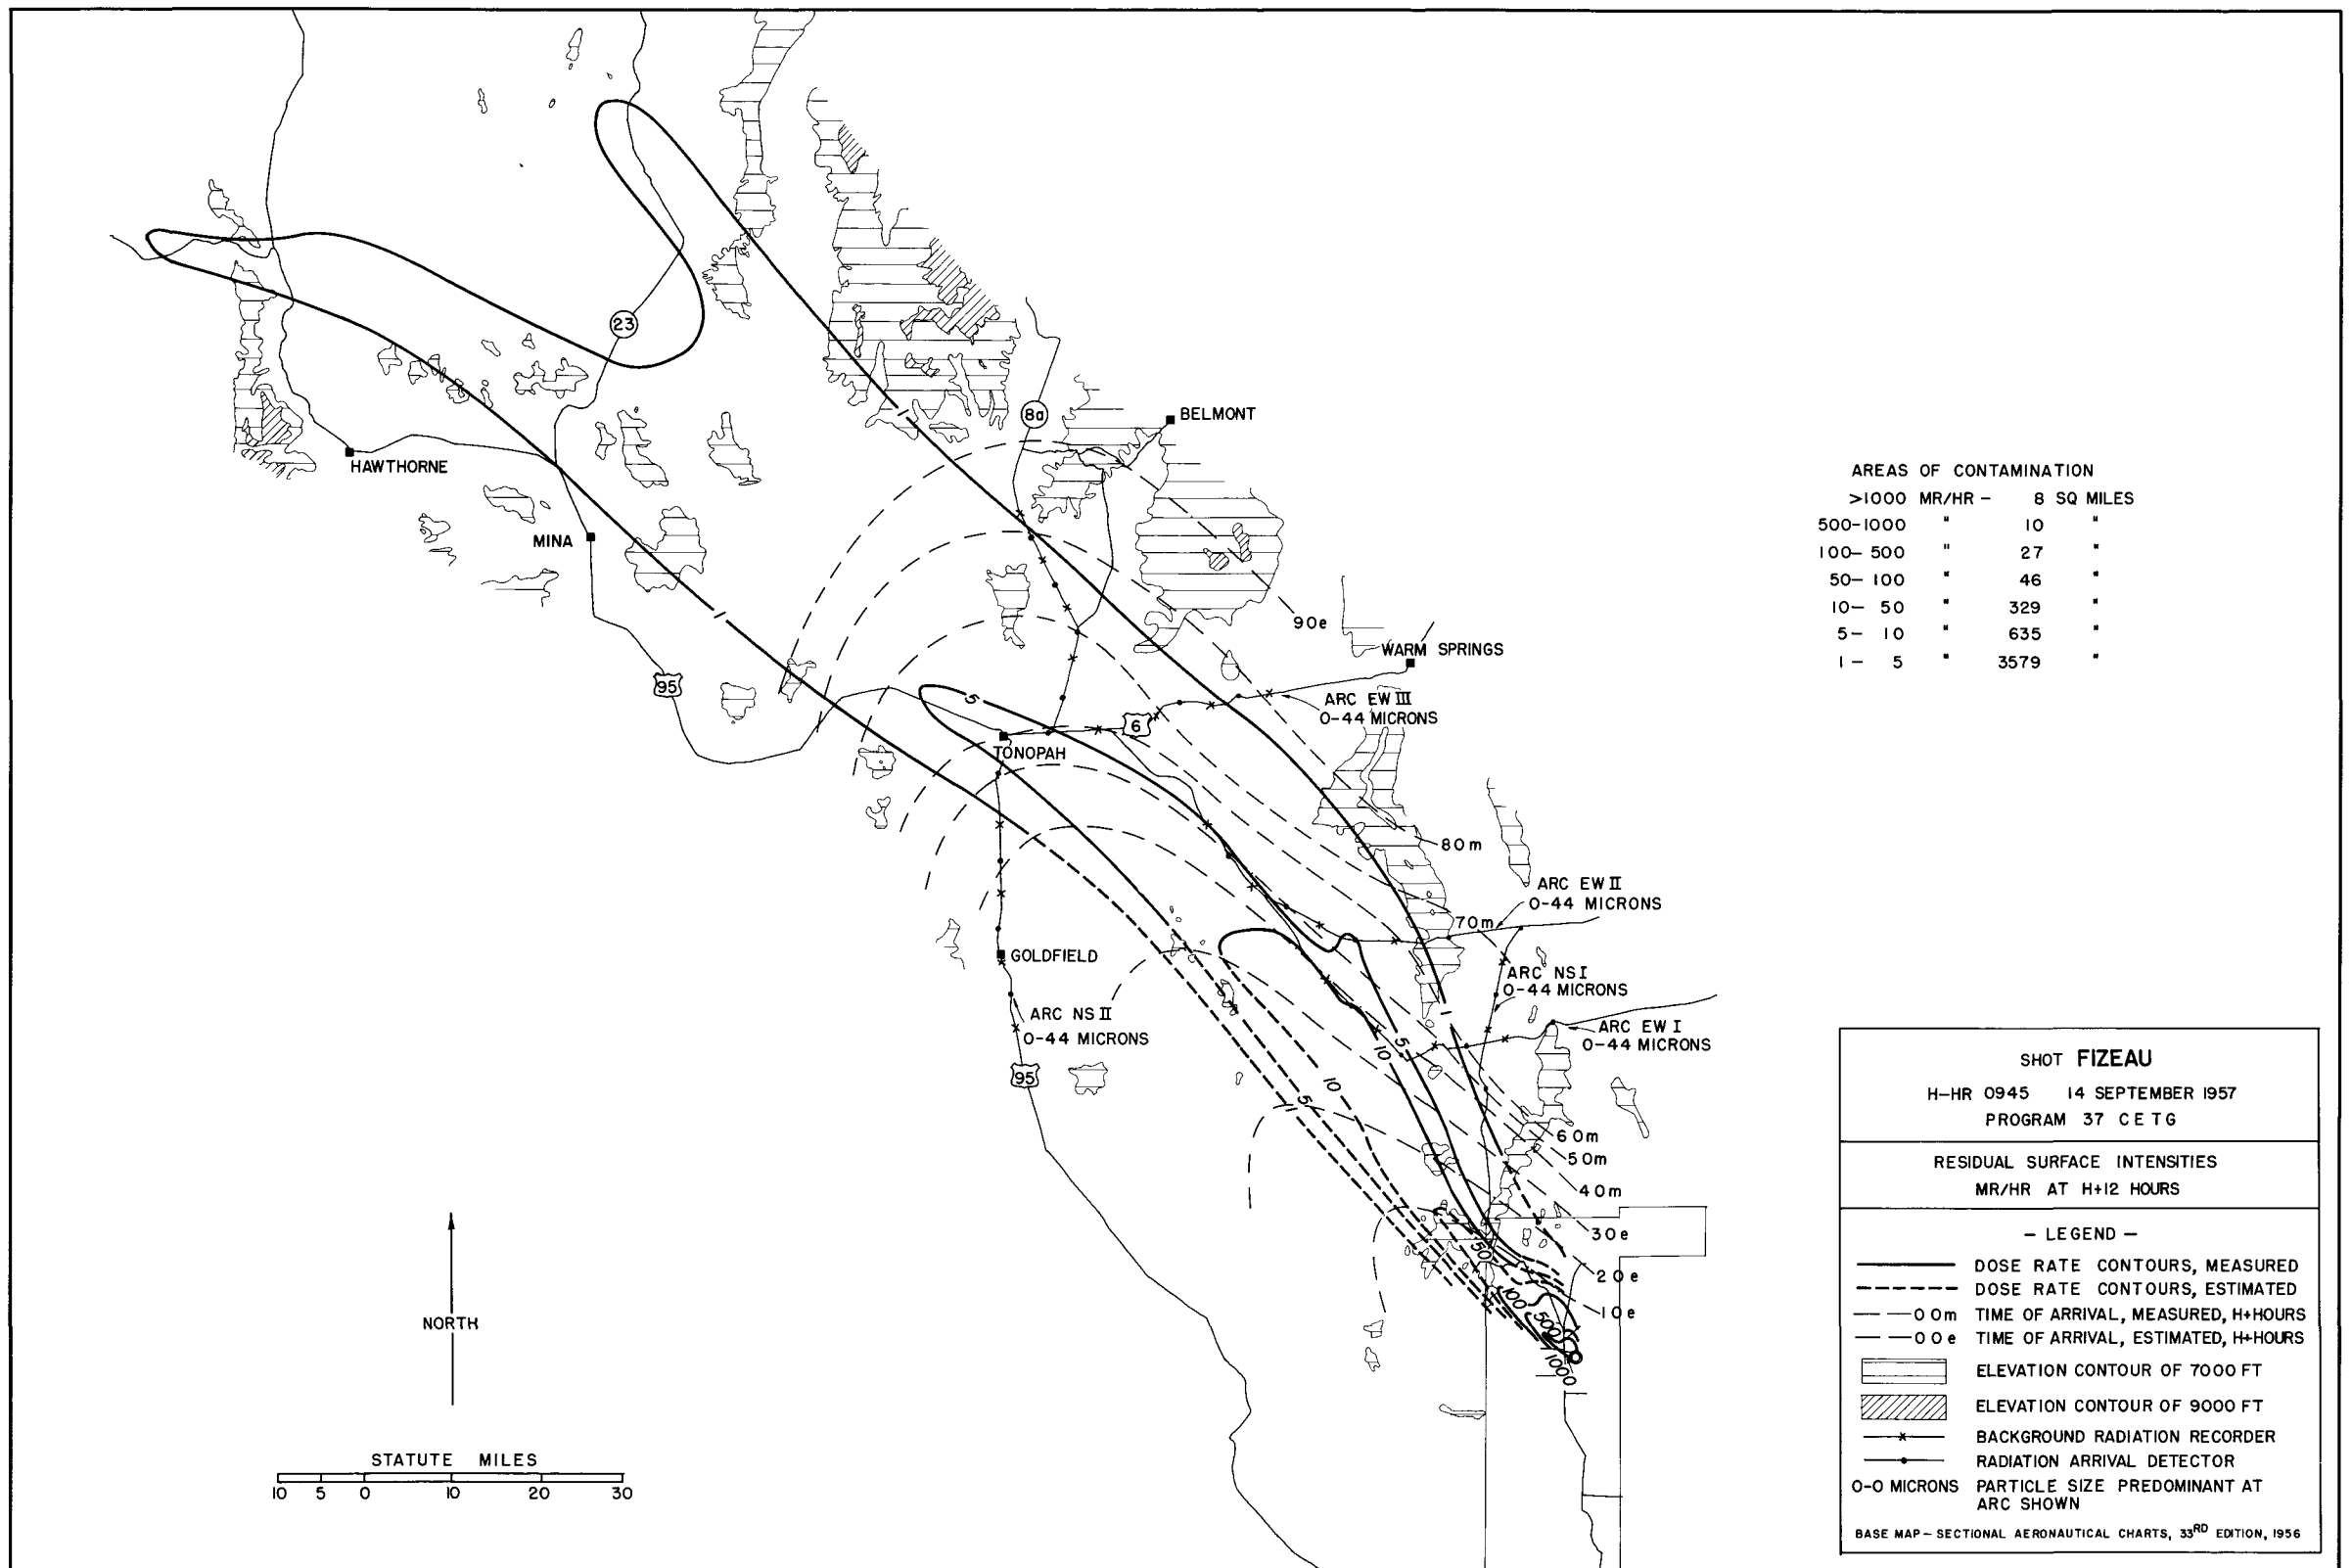 23
8a
BELMONT
HAWTHORNE
AREAS OF CONTAMINATION
>1000 MR/HR – 8 SQ MILES
500-1000 " 10 "
100– 500 " 27 "
50– 100 " 46 "
10– 50 " 329 "
5– 10 " 635 "
1– 5 " 3579 "
1
MINA
1
90e
WARM SPRINGS
95
5
ARC EW III
0-44 MICRONS
6
TONOPAH
80m
ARC EW II
0-44 MICRONS
70m
GOLDFIELD
ARC NS I
0-44 MICRONS
1
ARC NS II
0-44 MICRONS
ARC EW I
0-44 MICRONS
5
10
95
10
5
1
60m
50m
40m
30e
20e
10e
50
100
500
1000
SHOT FIZEAU
H-HR 0945 14 SEPTEMBER 1957
PROGRAM 37 CETG
RESIDUAL SURFACE INTENSITIES
MR/HR AT H+12 HOURS
– LEGEND –
DOSE RATE CONTOURS, MEASURED
DOSE RATE CONTOURS, ESTIMATED
00m TIME OF ARRIVAL, MEASURED, H+HOURS
00e TIME OF ARRIVAL, ESTIMATED, H+HOURS
ELEVATION CONTOUR OF 7000 FT
ELEVATION CONTOUR OF 9000 FT
BACKGROUND RADIATION RECORDER
RADIATION ARRIVAL DETECTOR
0-0 MICRONS PARTICLE SIZE PREDOMINANT AT
ARC SHOWN
BASE MAP – SECTIONAL AERONAUTICAL CHARTS, 33RD EDITION, 1956
NORTH
STATUTE MILES
10 5 0 10 20 30